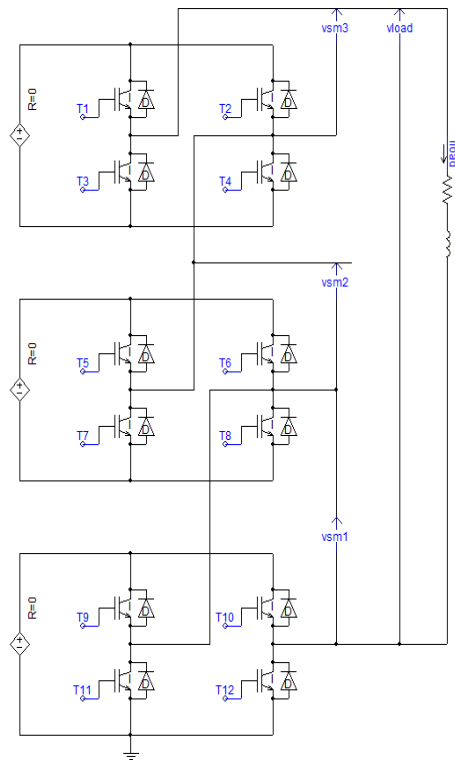 vsm3
vload
R=0
T1
D
T2
D
T3
D
T4
D
vsm2
R=0
T5
D
T6
D
T7
D
T8
D
vsm1
R=0
T9
D
T10
D
T11
D
T12
D